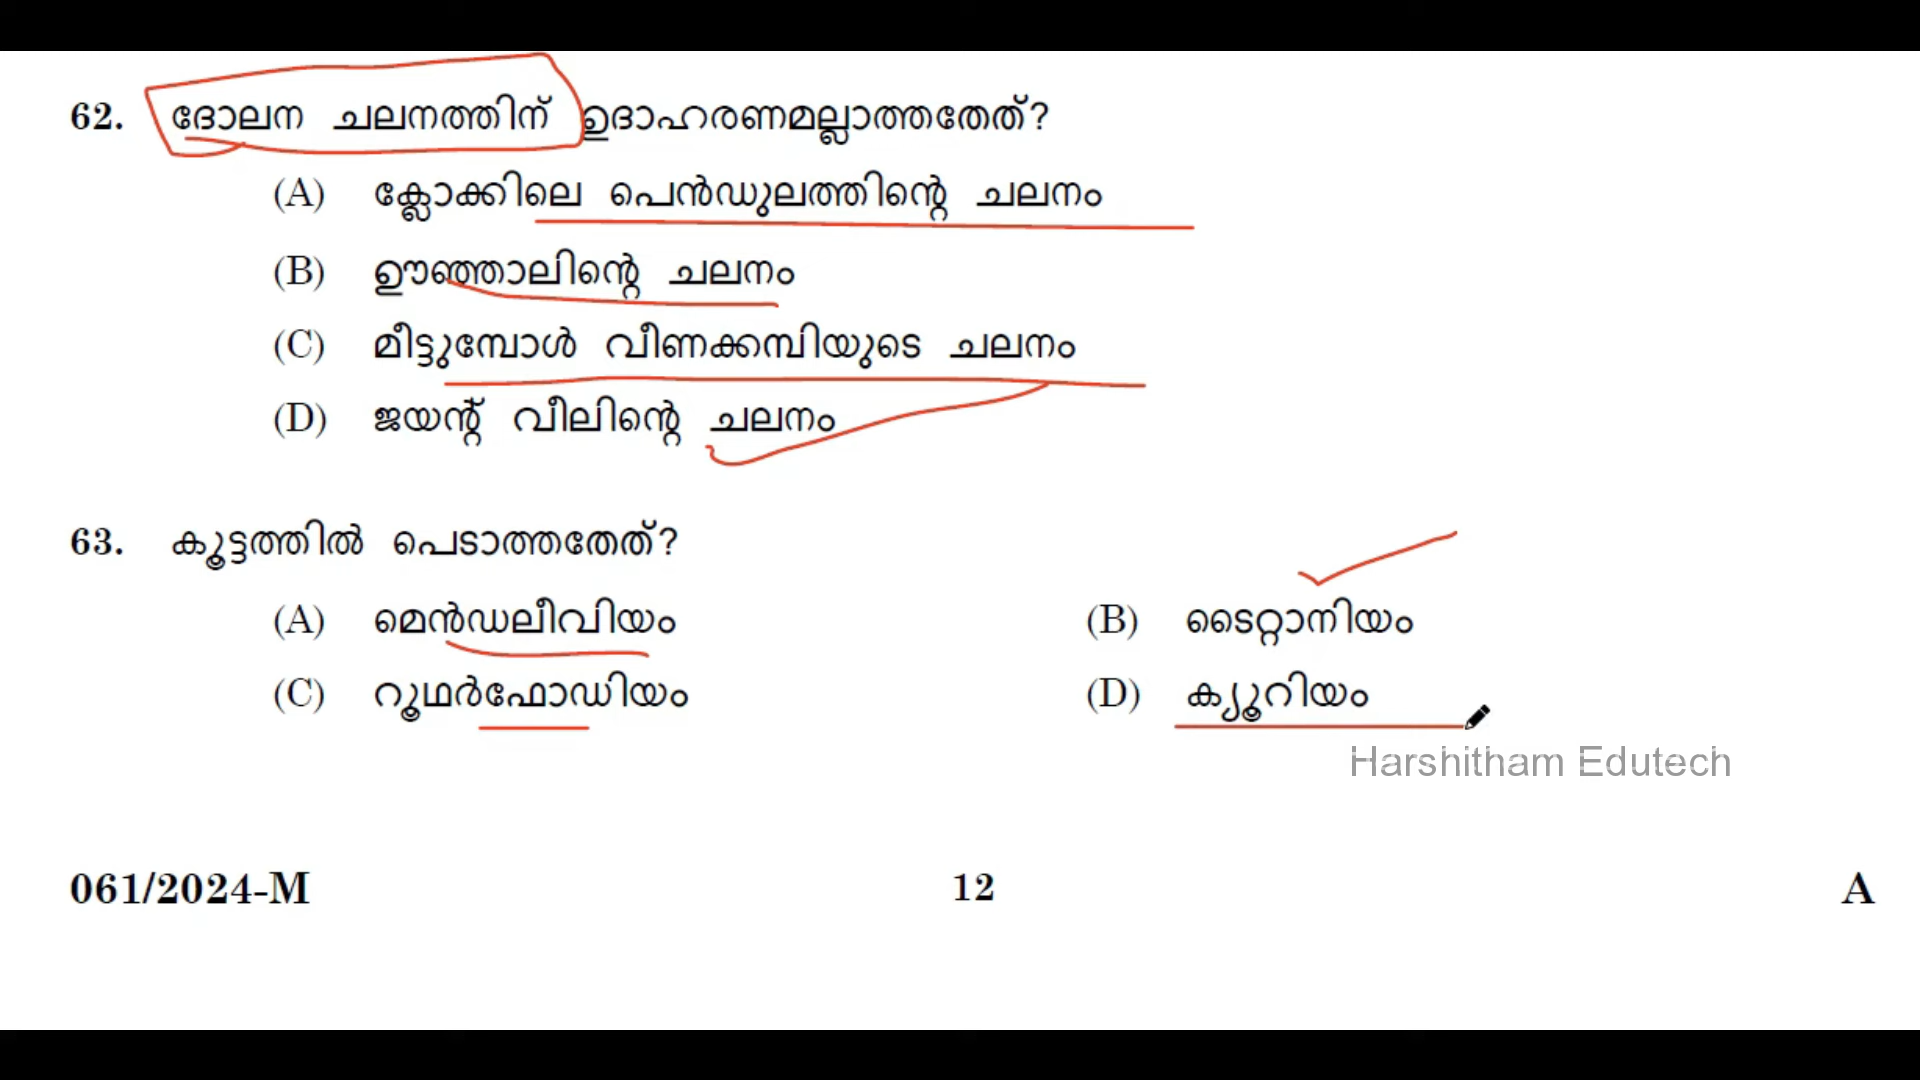 62. ദോലന ചലനത്തിന് ഉദാഹരണമല്ലാത്തതേത്?
(A) ക്ലോക്കിലെ പെൻഡുലത്തിന്റെ ചലനം
(B) ഊഞ്ഞാലിന്റെ ചലനം
(C) മീട്ടുമ്പോൾ വീണക്കമ്പിയുടെ ചലനം
(D) ജയന്റ് വീലിന്റെ ചലനം
63. കൂട്ടത്തിൽ പെടാത്തതേത്?
(A) മെൻഡലീവിയം (B) ടൈറ്റാനിയം
(C) റൂഥർഫോഡിയം (D) ക്യൂറിയം
Harshitham Edutech
061/2024-M 12 A